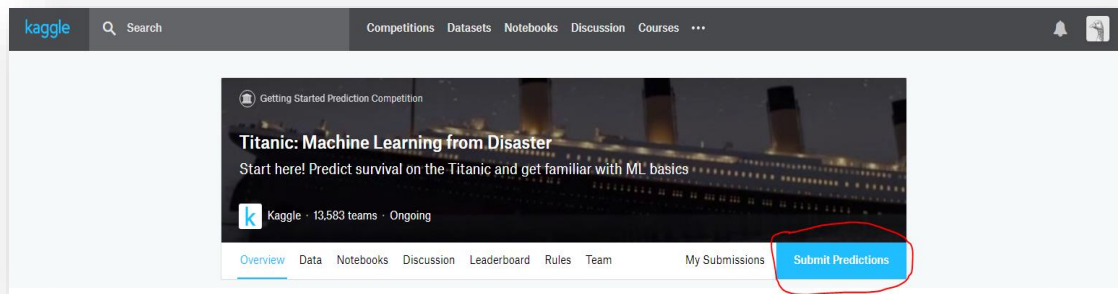 kaggle Search Competitions Datasets Notebooks Discussion Courses
Getting Started Prediction Competition
Titanic: Machine Learning from Disaster
Start here! Predict survival on the Titanic and get familiar with ML basics
k Kaggle · 13,583 teams · Ongoing
Overview Data Notebooks Discussion Leaderboard Rules Team My Submissions Submit Predictions